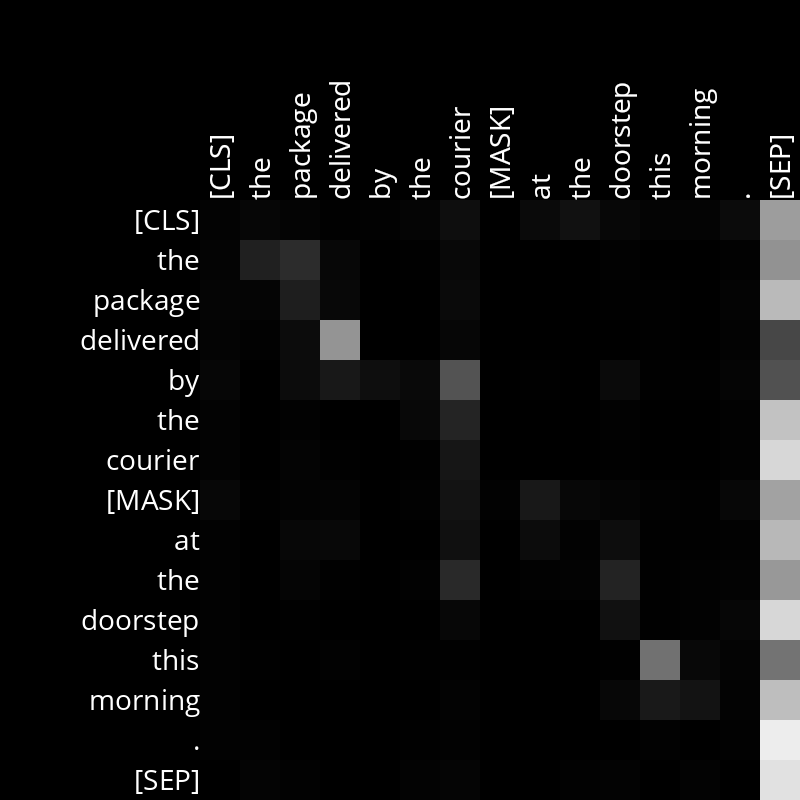 [CLS] the package delivered by the courier [MASK] at the doorstep this morning . [SEP]
[CLS]
the
package
delivered
by
the
courier
[MASK]
at
the
doorstep
this
morning
.
[SEP]